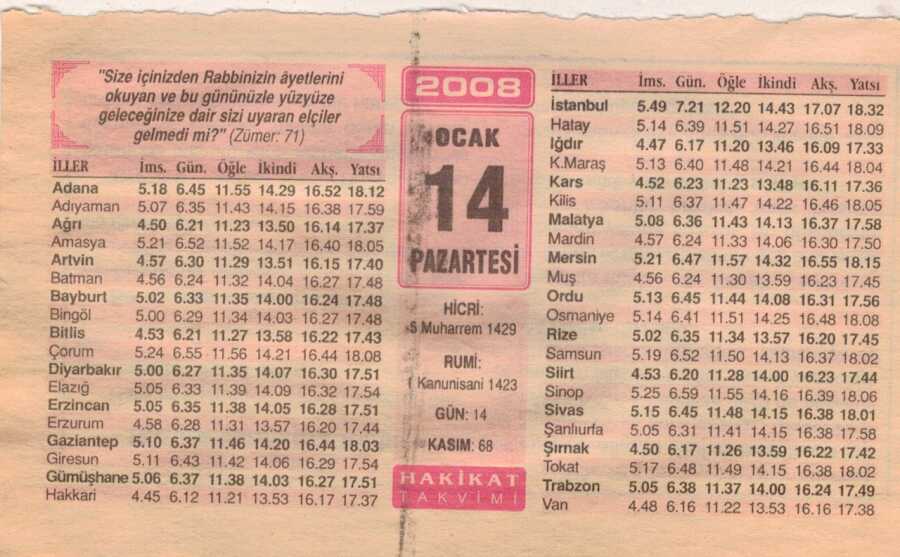 "Size içinizden Rabbinizin âyetlerini
okuyan ve bu gününüzle yüzyüze
geleceğinize dair sizi uyaran elçiler
gelmedi mi?" (Zümer: 71)
İLLER İms. Gün. Öğle İkindi Akş. Yatsı
Adana 5.18 6.45 11.55 14.29 16.52 18.12
Adıyaman 5.07 6.35 11.43 14.15 16.38 17.59
Ağrı 4.50 6.21 11.23 13.50 16.14 17.37
Amasya 5.21 6.52 11.52 14.17 16.40 18.05
Artvin 4.57 6.30 11.29 13.51 16.15 17.40
Batman 4.56 6.24 11.32 14.04 16.27 17.48
Bayburt 5.02 6.33 11.35 14.00 16.24 17.48
Bingöl 5.00 6.29 11.34 14.03 16.27 17.48
Bitlis 4.53 6.21 11.27 13.58 16.22 17.43
Çorum 5.24 6.55 11.56 14.21 16.44 18.08
Diyarbakır 5.00 6.27 11.35 14.07 16.30 17.51
Elazığ 5.05 6.33 11.39 14.09 16.32 17.54
Erzincan 5.05 6.35 11.38 14.05 16.28 17.51
Erzurum 4.58 6.28 11.31 13.57 16.20 17.44
Gaziantep 5.10 6.37 11.46 14.20 16.44 18.03
Giresun 5.11 6.43 11.42 14.06 16.29 17.54
Gümüşhane 5.06 6.37 11.38 14.03 16.27 17.51
Hakkari 4.45 6.12 11.21 13.53 16.17 17.37
2008
OCAK
14
PAZARTESİ
HİCRİ:
5 Muharrem 1429
RUMİ:
1 Kanunisani 1423
GÜN: 14
KASIM: 68
HAKİKAT
TAKVİMİ
İLLER İms. Gün. Öğle İkindi Akş. Yatsı
İstanbul 5.49 7.21 12.20 14.43 17.07 18.32
Hatay 5.14 6.39 11.51 14.27 16.51 18.09
Iğdır 4.47 6.17 11.20 13.46 16.09 17.33
K.Maraş 5.13 6.40 11.48 14.21 16.44 18.04
Kars 4.52 6.23 11.23 13.48 16.11 17.36
Kilis 5.11 6.37 11.47 14.22 16.46 18.05
Malatya 5.08 6.36 11.43 14.13 16.37 17.58
Mardin 4.57 6.24 11.33 14.06 16.30 17.50
Mersin 5.21 6.47 11.57 14.32 16.55 18.15
Muş 4.56 6.24 11.30 13.59 16.23 17.45
Ordu 5.13 6.45 11.44 14.08 16.31 17.56
Osmaniye 5.14 6.41 11.51 14.25 16.48 18.08
Rize 5.02 6.35 11.34 13.57 16.20 17.45
Samsun 5.19 6.52 11.50 14.13 16.37 18.02
Siirt 4.53 6.20 11.28 14.00 16.23 17.44
Sinop 5.25 6.59 11.55 14.16 16.39 18.06
Sivas 5.15 6.45 11.48 14.15 16.38 18.01
Şanlıurfa 5.05 6.31 11.41 14.15 16.38 17.58
Şırnak 4.50 6.17 11.26 13.59 16.22 17.42
Tokat 5.17 6.48 11.49 14.15 16.38 18.02
Trabzon 5.05 6.38 11.37 14.00 16.24 17.49
Van 4.48 6.16 11.22 13.53 16.16 17.38